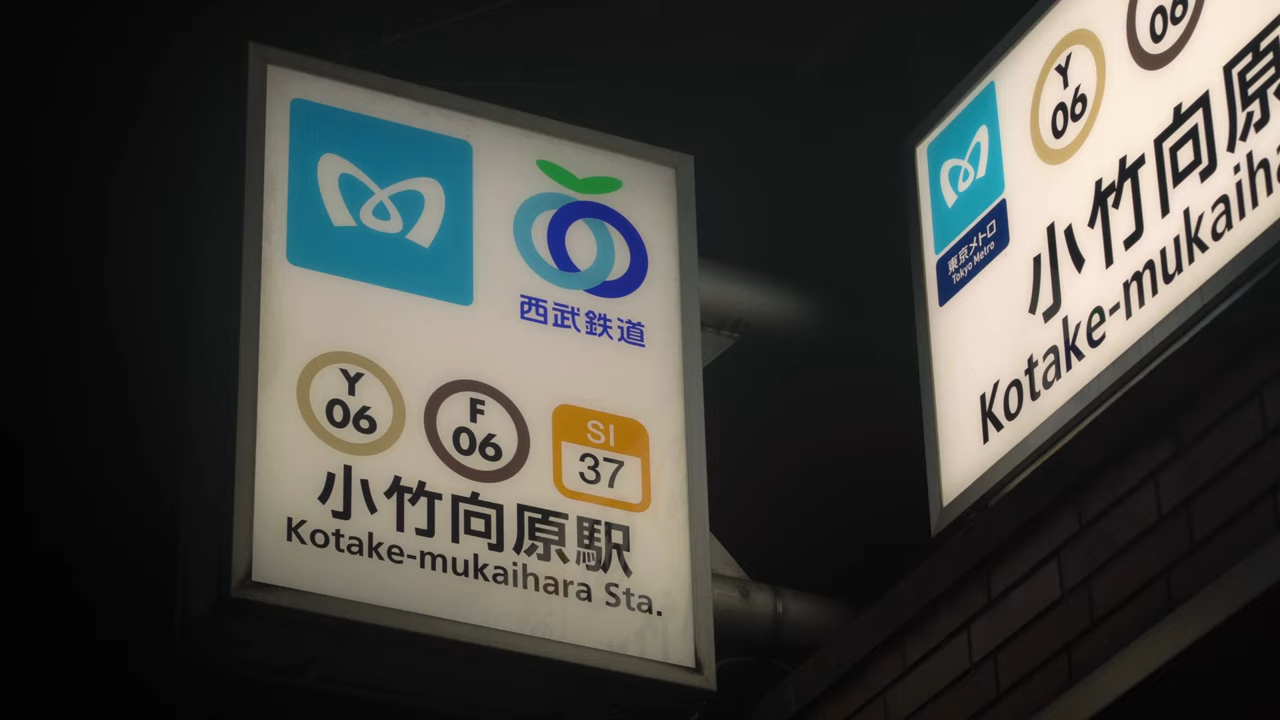 西武鉄道
Y
06
F
06
SI
37
小竹向原駅
Kotake-mukaihara Sta.
Y
06
06
東京メトロ
Tokyo Metro
小竹向原
Kotake-mukaiha